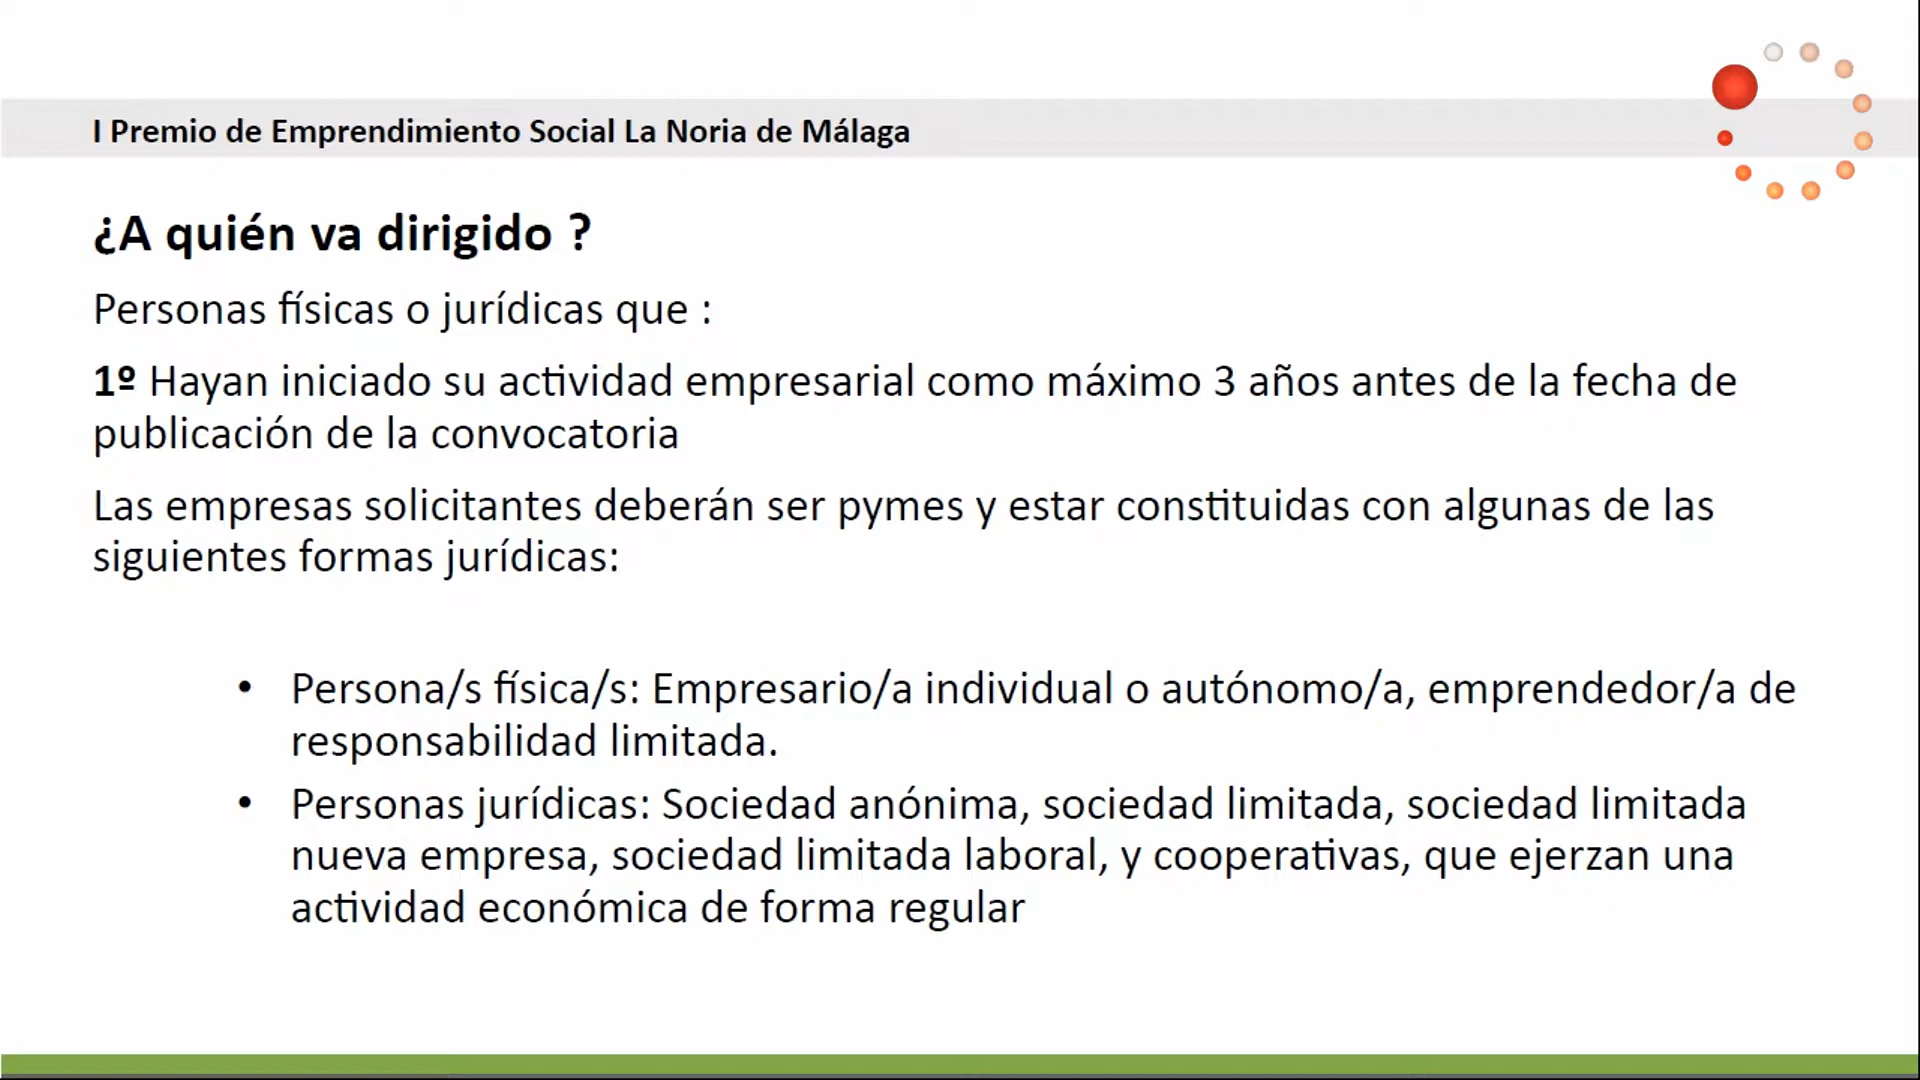 I Premio de Emprendimiento Social La Noria de Málaga
¿A quién va dirigido ?
Personas físicas o jurídicas que :
1º Hayan iniciado su actividad empresarial como máximo 3 años antes de la fecha de
publicación de la convocatoria
Las empresas solicitantes deberán ser pymes y estar constituidas con algunas de las
siguientes formas jurídicas:
• Persona/s física/s: Empresario/a individual o autónomo/a, emprendedor/a de
responsabilidad limitada.
• Personas jurídicas: Sociedad anónima, sociedad limitada, sociedad limitada
nueva empresa, sociedad limitada laboral, y cooperativas, que ejerzan una
actividad económica de forma regular